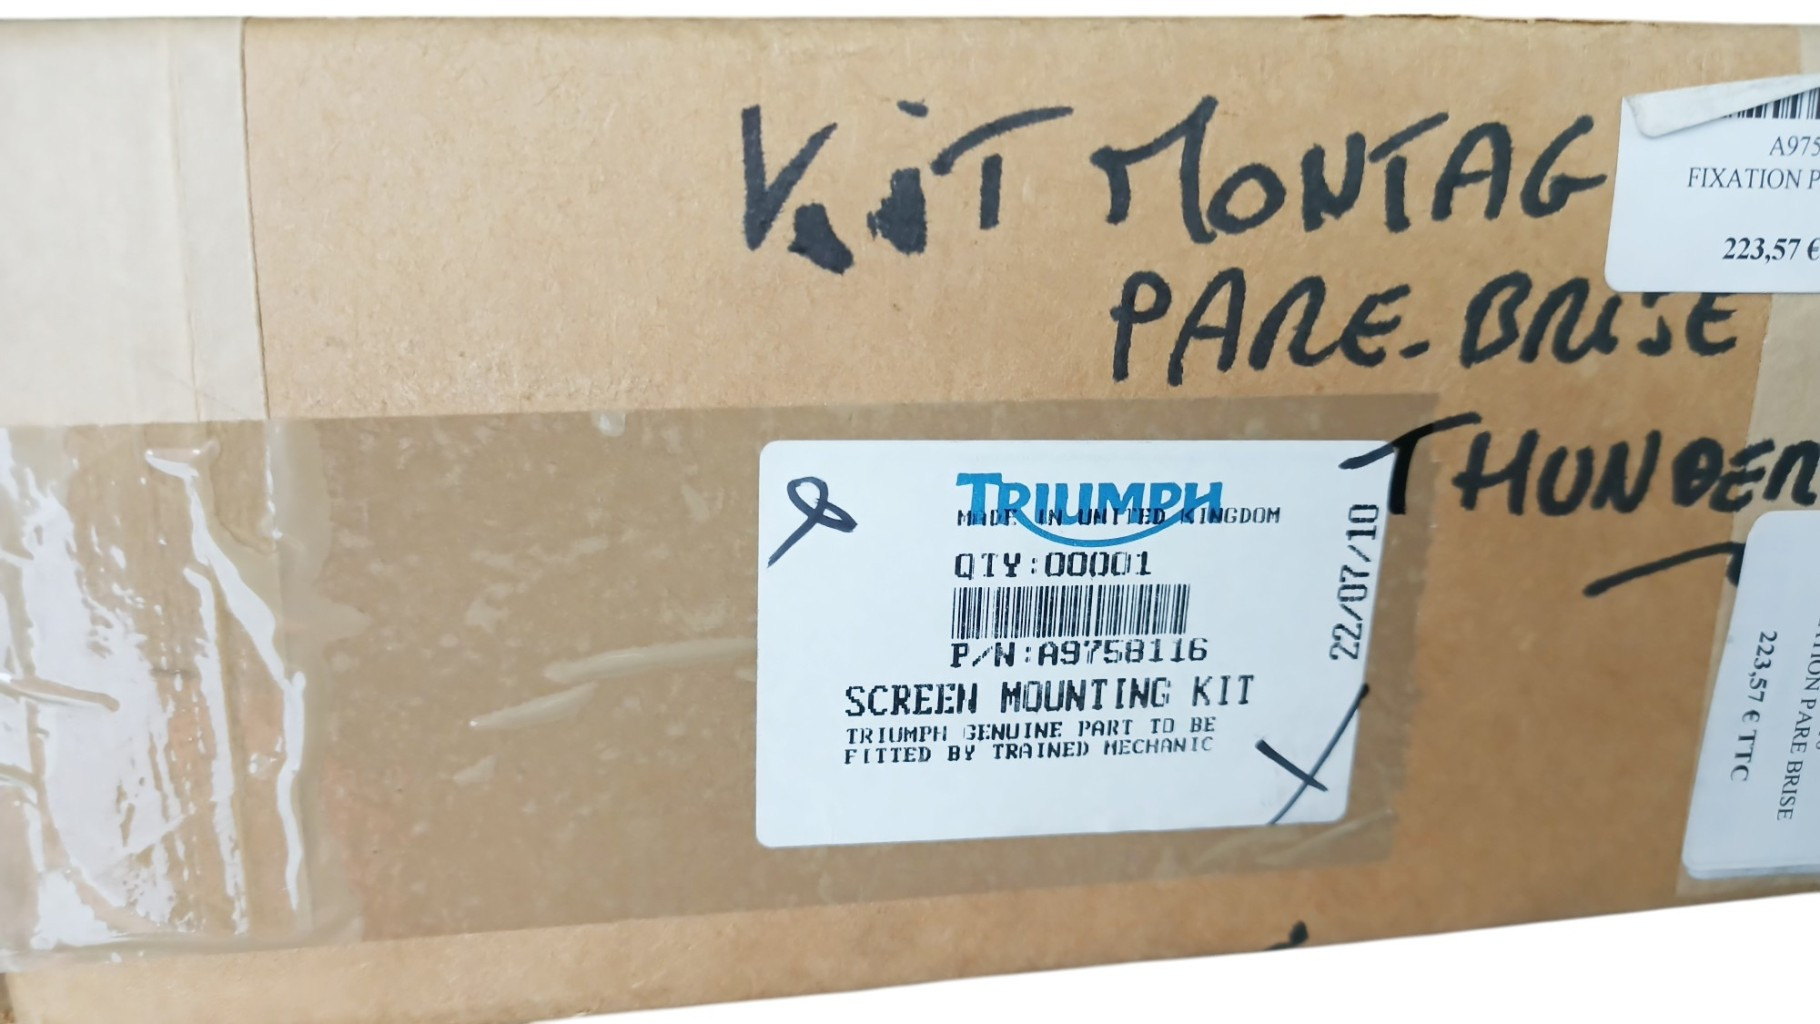 KIT MONTAG
PARE-BRISE
THUNDER
A975
FIXATION P
223,57 €
TRIUMPH
MADE IN UNITED KINGDOM
QTY:00001
P/N:A9758116
SCREEN MOUNTING KIT
TRIUMPH GENUINE PART TO BE
FITTED BY TRAINED MECHANIC
22/07/10
TION PARE BRISE
223,57 € TTC